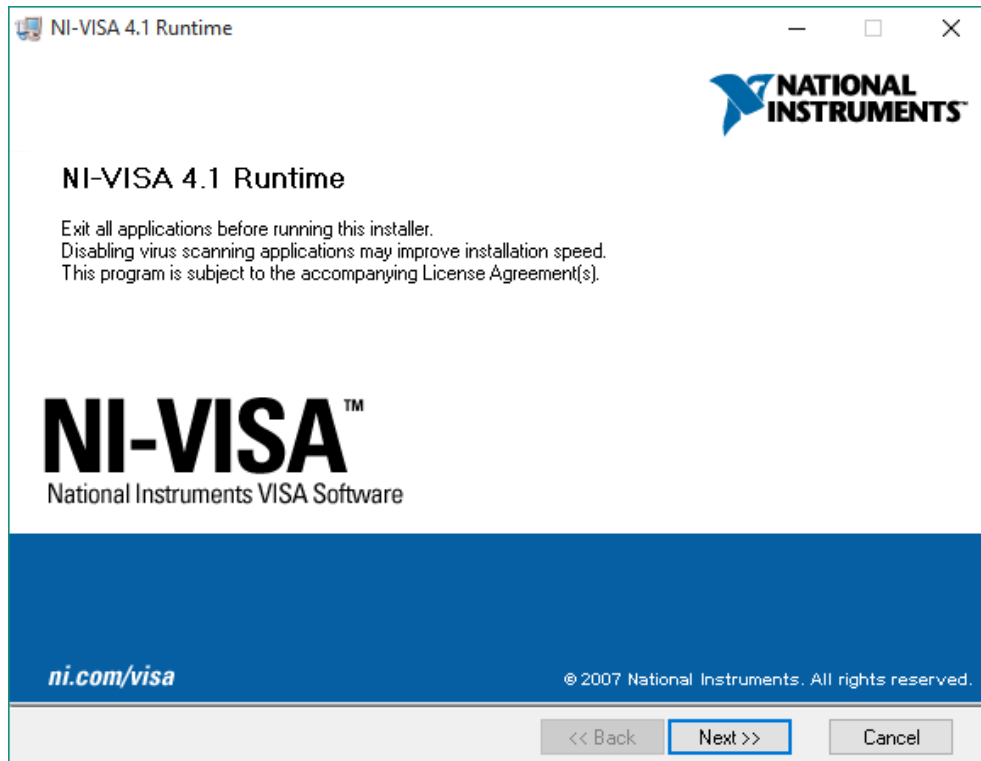 NI-VISA 4.1 Runtime
NATIONAL
INSTRUMENTS™
NI-VISA 4.1 Runtime
Exit all applications before running this installer.
Disabling virus scanning applications may improve installation speed.
This program is subject to the accompanying License Agreement(s).
NI-VISA™
National Instruments VISA Software
ni.com/visa
© 2007 National Instruments. All rights reserved.
<< Back
Next >>
Cancel